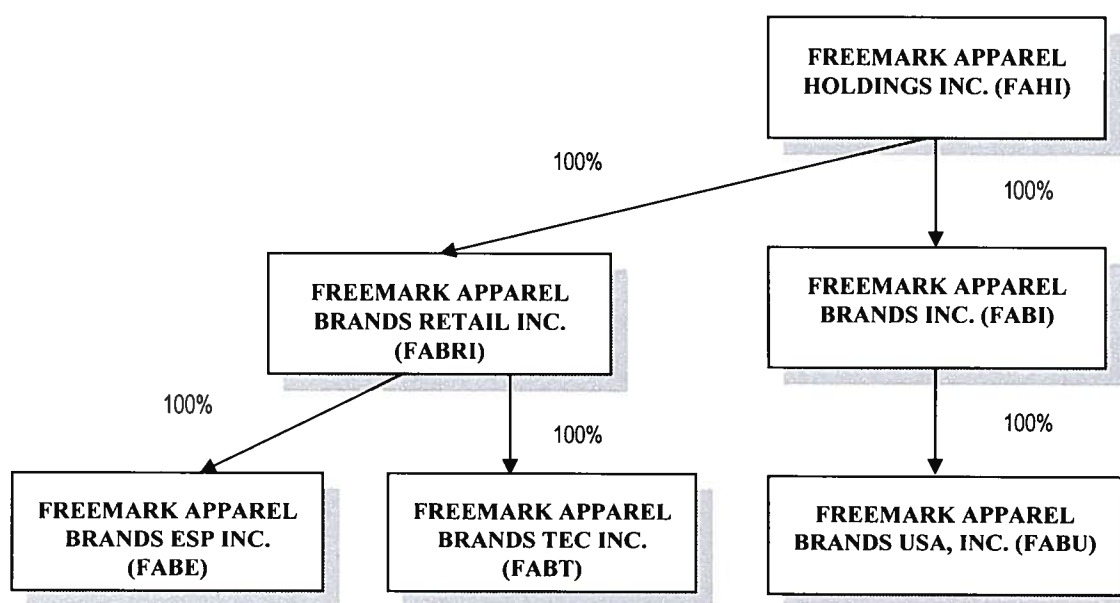 FREEMARK APPAREL
HOLDINGS INC. (FAHI)
100%
100%
FREEMARK APPAREL
BRANDS RETAIL INC.
(FABRI)
FREEMARK APPAREL
BRANDS INC. (FABI)
100%
100%
100%
FREEMARK APPAREL
BRANDS ESP INC.
(FABE)
FREEMARK APPAREL
BRANDS TEC INC.
(FABT)
FREEMARK APPAREL
BRANDS USA, INC. (FABU)